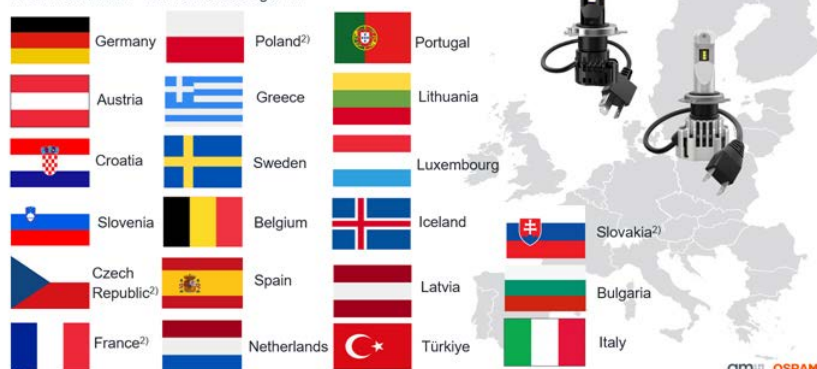 Germany
Austria
Croatia
Slovenia
Czech
Republic2)
France2)
Poland2)
Greece
Sweden
Belgium
Spain
Netherlands
Portugal
Lithuania
Luxembourg
Iceland
Latvia
Türkiye
Slovakia2)
Bulgaria
Italy
OSRAM